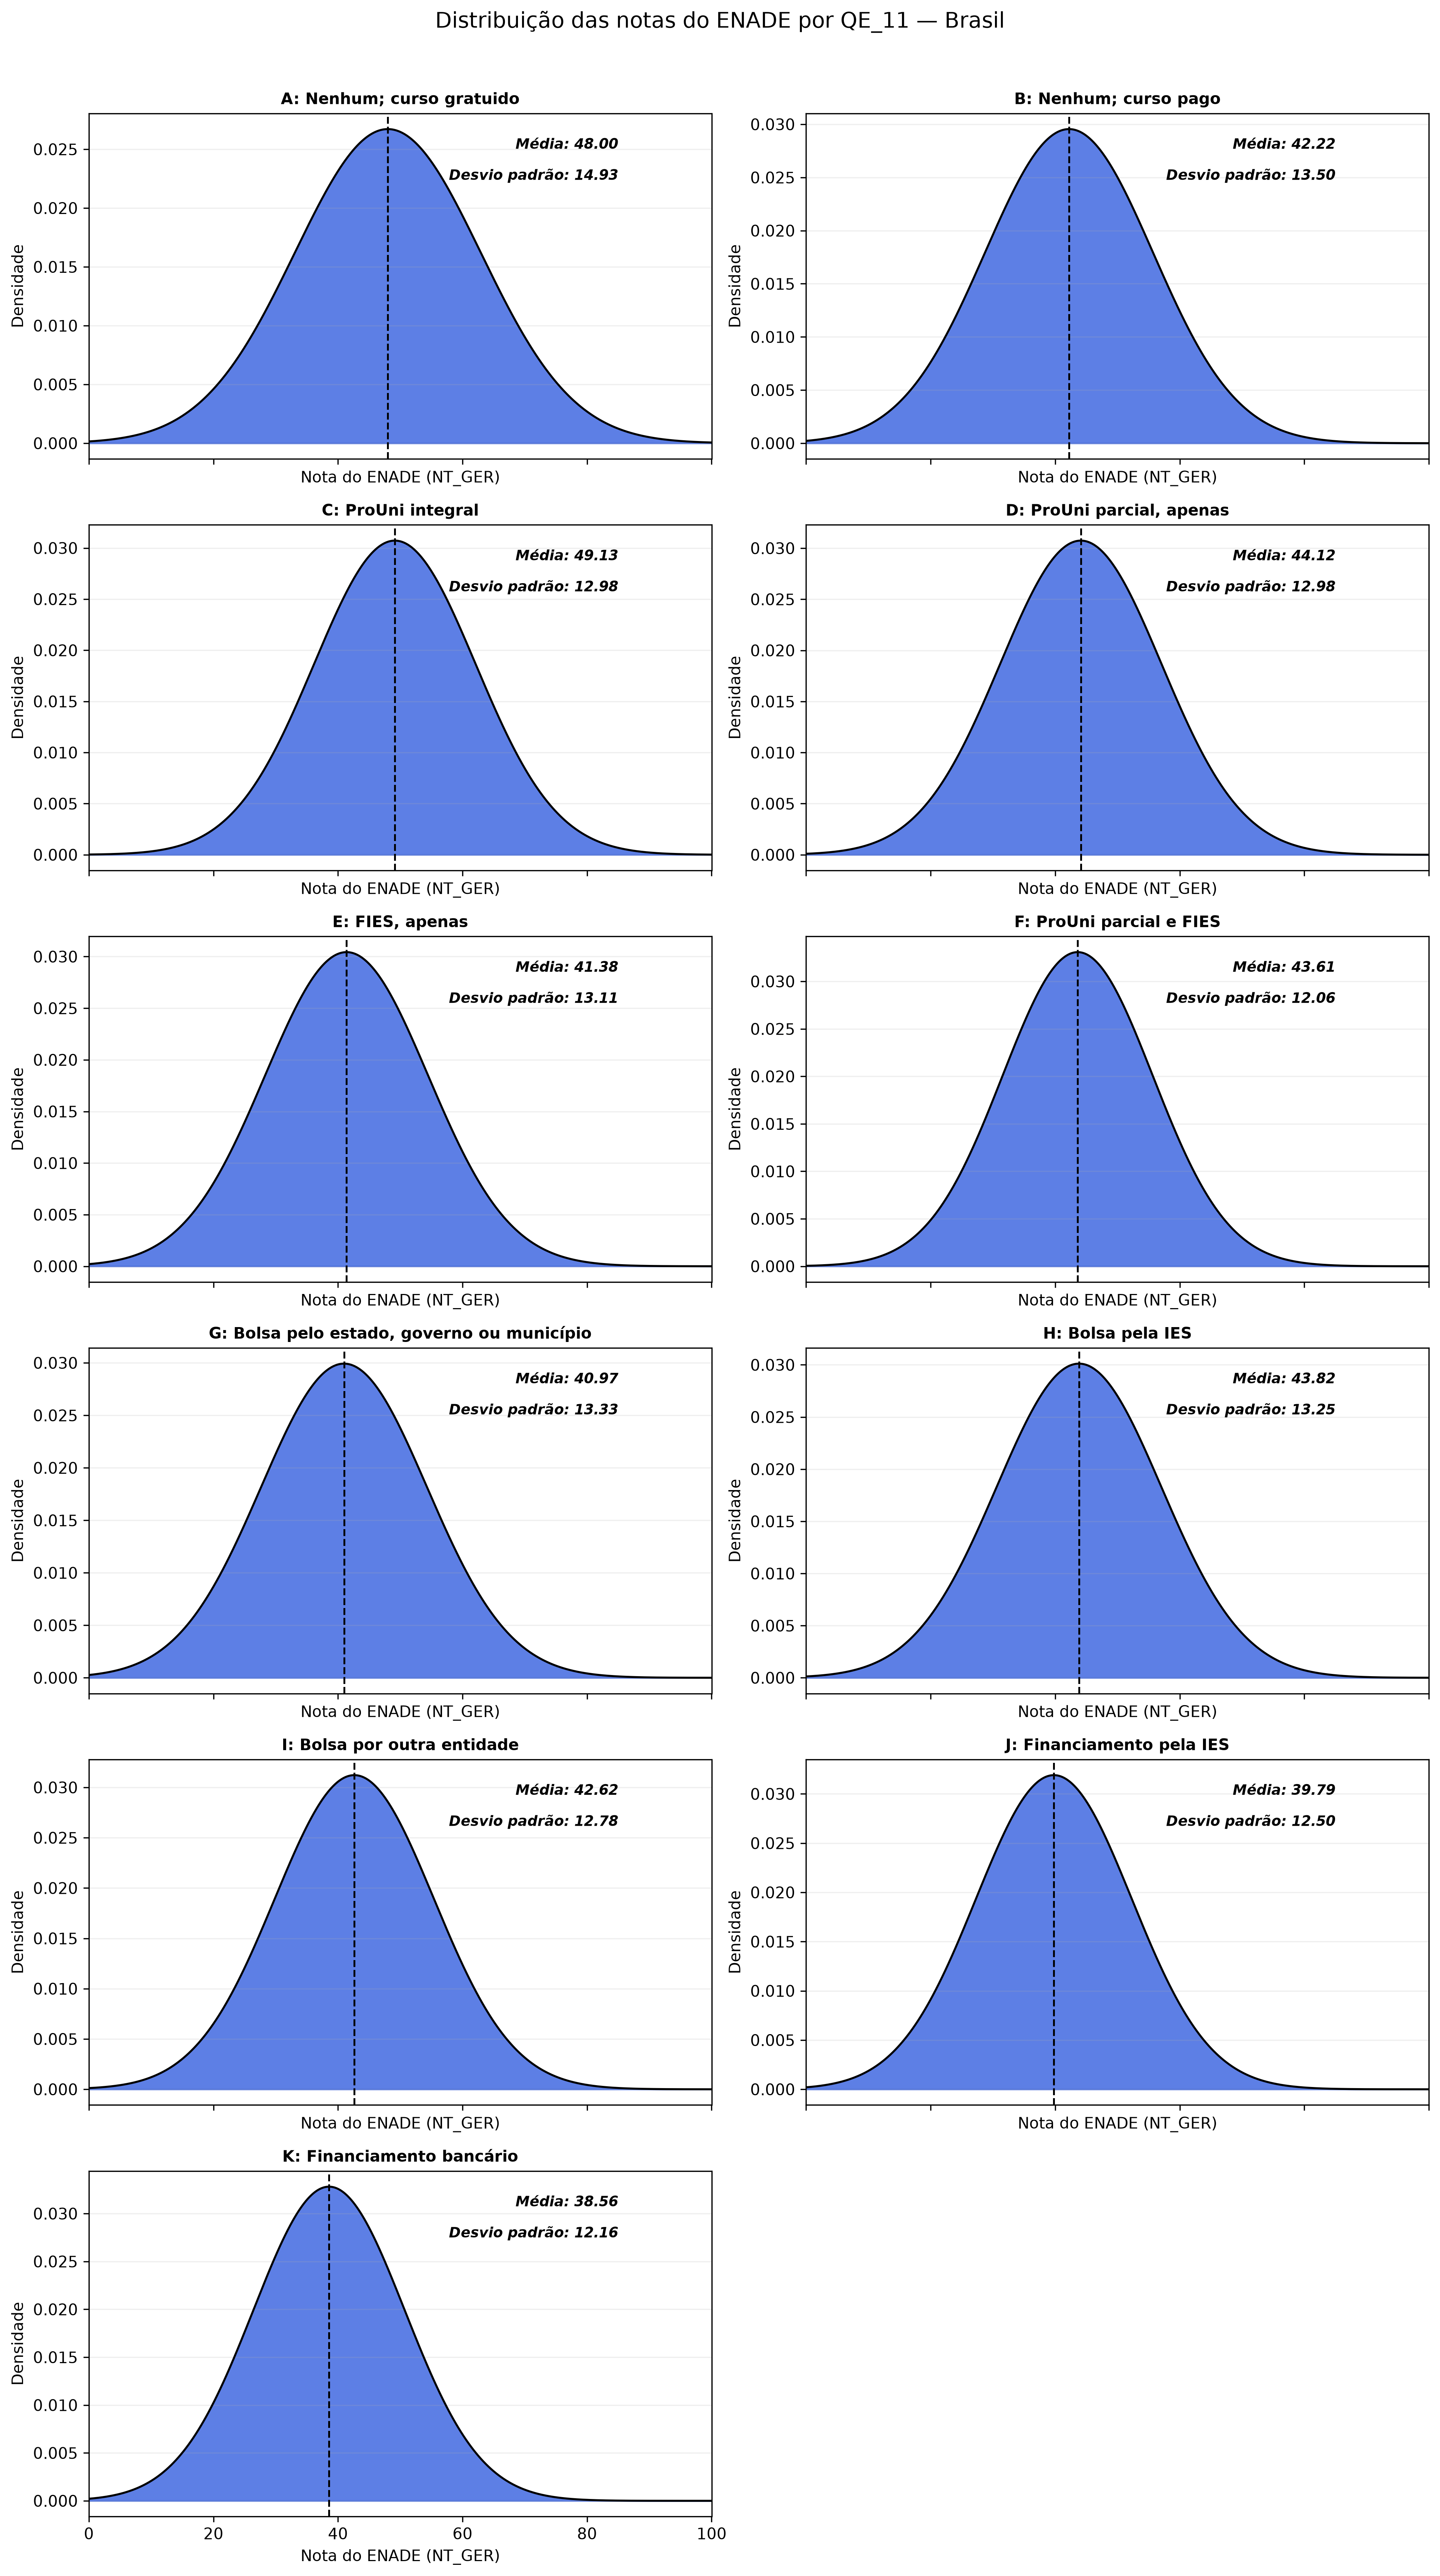 Distribuição das notas do ENADE por QE_11 — Brasil
A: Nenhum; curso gratuido
Média: 48.00
Desvio padrão: 14.93
Densidade
0.025
0.020
0.015
0.010
0.005
0.000
Nota do ENADE (NT_GER)
B: Nenhum; curso pago
Média: 42.22
Desvio padrão: 13.50
Densidade
0.030
0.025
0.020
0.015
0.010
0.005
0.000
Nota do ENADE (NT_GER)
C: ProUni integral
Média: 49.13
Desvio padrão: 12.98
Densidade
0.030
0.025
0.020
0.015
0.010
0.005
0.000
Nota do ENADE (NT_GER)
D: ProUni parcial, apenas
Média: 44.12
Desvio padrão: 12.98
Densidade
0.030
0.025
0.020
0.015
0.010
0.005
0.000
Nota do ENADE (NT_GER)
E: FIES, apenas
Média: 41.38
Desvio padrão: 13.11
Densidade
0.030
0.025
0.020
0.015
0.010
0.005
0.000
Nota do ENADE (NT_GER)
F: ProUni parcial e FIES
Média: 43.61
Desvio padrão: 12.06
Densidade
0.030
0.025
0.020
0.015
0.010
0.005
0.000
Nota do ENADE (NT_GER)
G: Bolsa pelo estado, governo ou município
Média: 40.97
Desvio padrão: 13.33
Densidade
0.030
0.025
0.020
0.015
0.010
0.005
0.000
Nota do ENADE (NT_GER)
H: Bolsa pela IES
Média: 43.82
Desvio padrão: 13.25
Densidade
0.030
0.025
0.020
0.015
0.010
0.005
0.000
Nota do ENADE (NT_GER)
I: Bolsa por outra entidade
Média: 42.62
Desvio padrão: 12.78
Densidade
0.030
0.025
0.020
0.015
0.010
0.005
0.000
Nota do ENADE (NT_GER)
J: Financiamento pela IES
Média: 39.79
Desvio padrão: 12.50
Densidade
0.030
0.025
0.020
0.015
0.010
0.005
0.000
Nota do ENADE (NT_GER)
K: Financiamento bancário
Média: 38.56
Desvio padrão: 12.16
Densidade
0.030
0.025
0.020
0.015
0.010
0.005
0.000
0 20 40 60 80 100
Nota do ENADE (NT_GER)